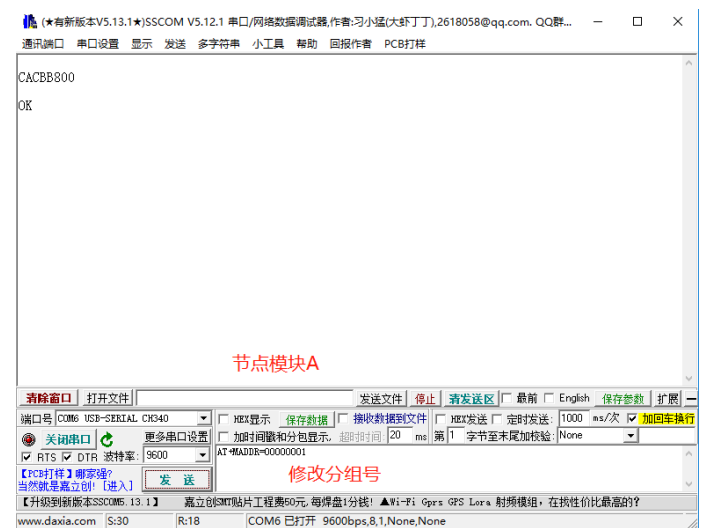 (★有新版本V5.13.1★)SSCOM V5.12.1 串口/网络数据调试器,作者:习小猛(大虾丁丁),2618058@qq.com. QQ群...
通讯端口 串口设置 显示 发送 多字符串 小工具 帮助 回报作者 PCB打样
CACBB800
OK
节点模块A
清除窗口 打开文件 发送文件 停止 清发送区 最前 English 保存参数 扩展 —
端口号 COM6 USB-SERIAL CH340 HEX显示 保存数据 接收数据到文件 HEX发送 定时发送: 1000 ms/次 加回车换行
关闭串口 更多串口设置 加时间戳和分包显示, 超时时间: 20 ms 第 1 字节至末尾加校验: None
RTS DTR 波特率: 9600
AT+MADDR=00000001
修改分组号
【PCB打样】哪家强?
当然就是嘉立创! [进入]
发 送
【升级到新版本SSCOM5.13.1】 嘉立创SMT贴片工程费50元,每焊盘1分钱! ▲Wi-Fi Gprs GPS Lora 射频模组, 在找性价比最高的?
www.daxia.com S:30 R:18 COM6 已打开 9600bps,8,1,None,None